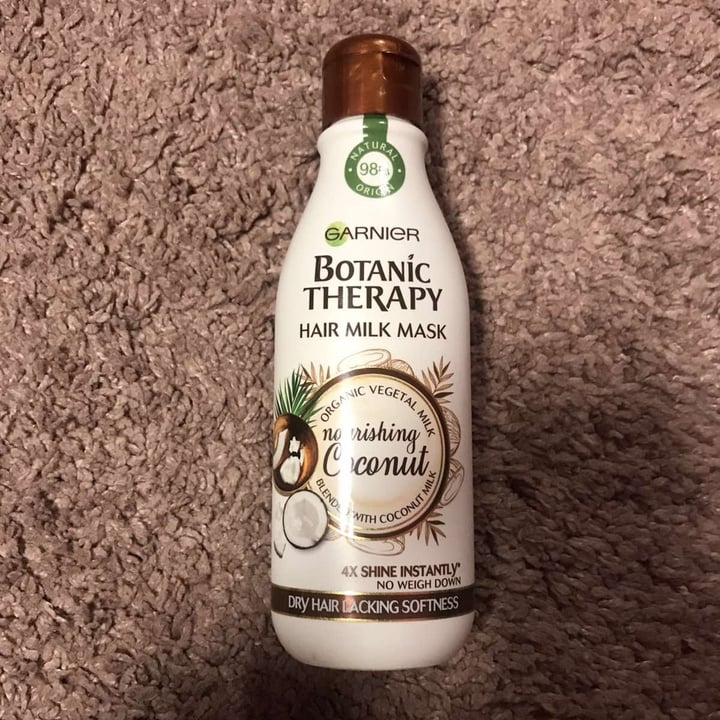 NATURAL
98%
ORIGIN
GARNIER
BOTANIC
THERAPY
HAIR MILK MASK
ORGANIC VEGETAL MILK
nourishing
Coconut
BLENDED WITH COCONUT MILK
4X SHINE INSTANTLY*
NO WEIGH DOWN
DRY HAIR LACKING SOFTNESS